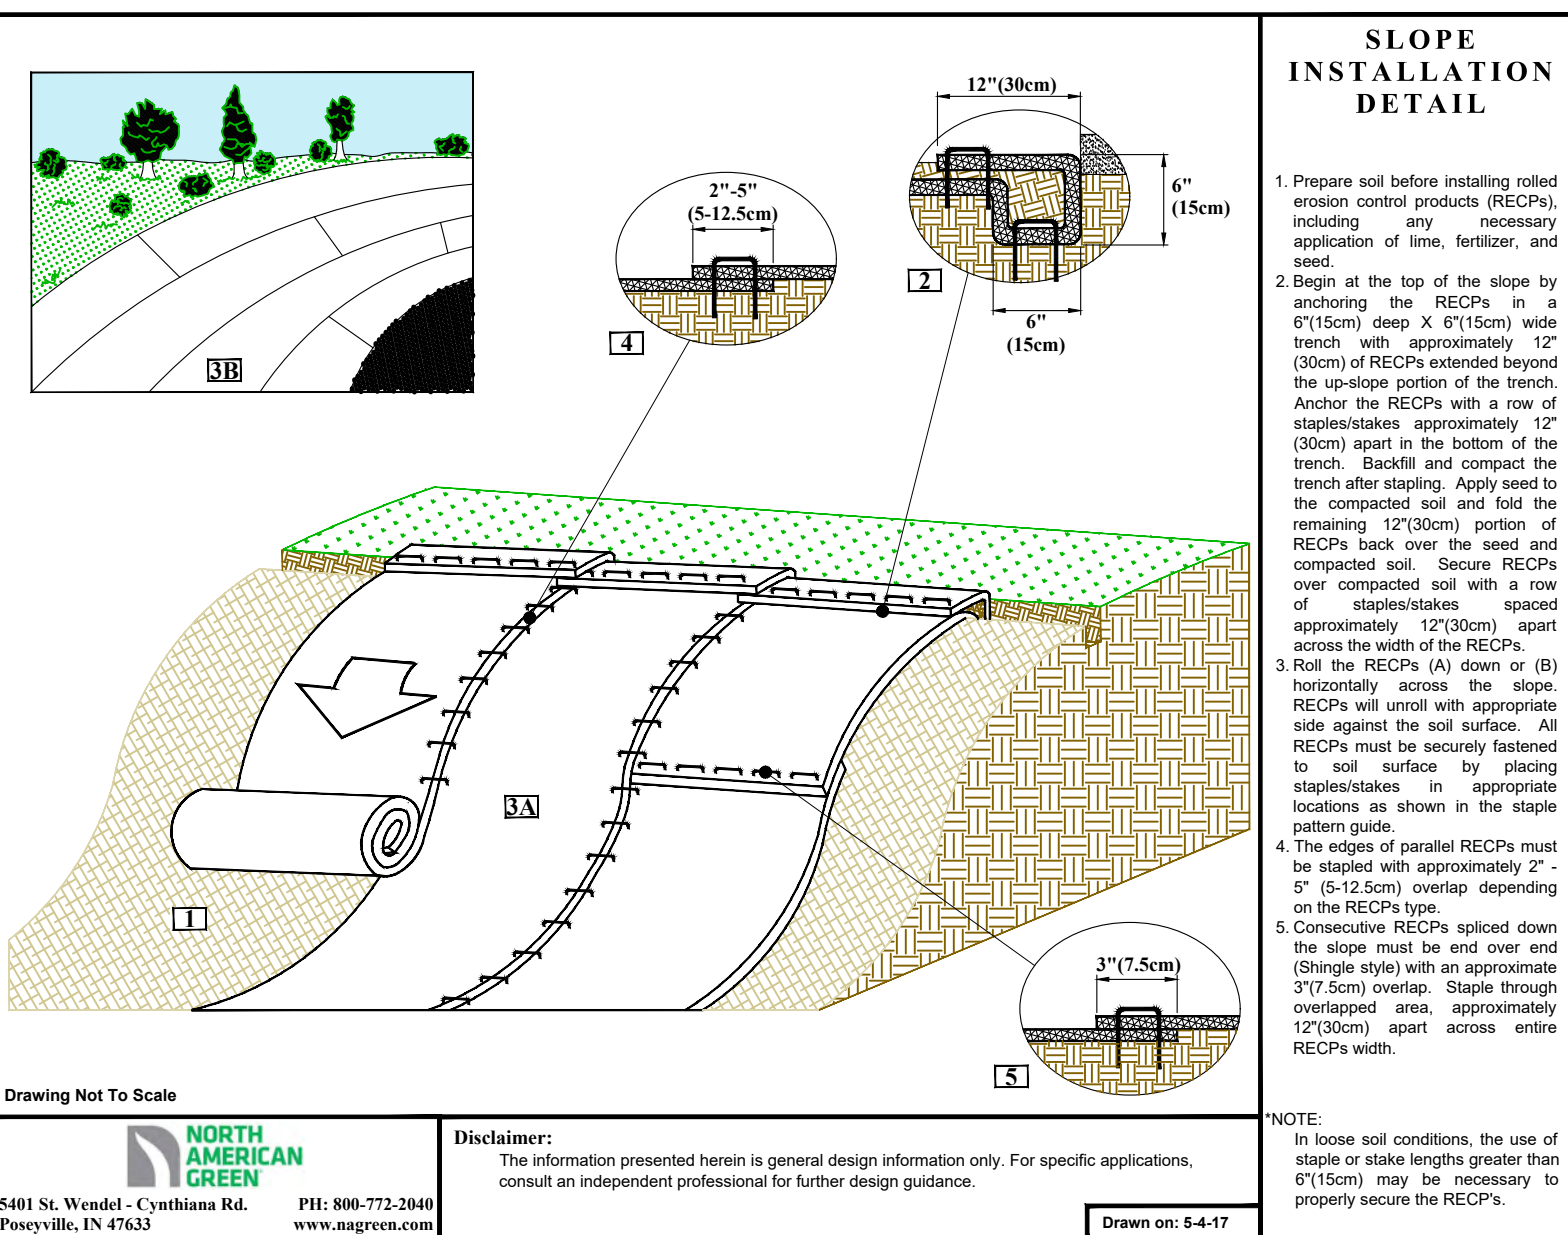 SLOPE
INSTALLATION
DETAIL
1. Prepare soil before installing rolled
erosion control products (RECPs),
including any necessary
application of lime, fertilizer, and
seed.
2. Begin at the top of the slope by
anchoring the RECPs in a
6"(15cm) deep X 6"(15cm) wide
trench with approximately 12"
(30cm) of RECPs extended beyond
the up-slope portion of the trench.
Anchor the RECPs with a row of
staples/stakes approximately 12"
(30cm) apart in the bottom of the
trench. Backfill and compact the
trench after stapling. Apply seed to
the compacted soil and fold the
remaining 12"(30cm) portion of
RECPs back over the seed and
compacted soil. Secure RECPs
over compacted soil with a row
of staples/stakes spaced
approximately 12"(30cm) apart
across the width of the RECPs.
3. Roll the RECPs (A) down or (B)
horizontally across the slope.
RECPs will unroll with appropriate
side against the soil surface. All
RECPs must be securely fastened
to soil surface by placing
staples/stakes in appropriate
locations as shown in the staple
pattern guide.
4. The edges of parallel RECPs must
be stapled with approximately 2" -
5" (5-12.5cm) overlap depending
on the RECPs type.
5. Consecutive RECPs spliced down
the slope must be end over end
(Shingle style) with an approximate
3"(7.5cm) overlap. Staple through
overlapped area, approximately
12"(30cm) apart across entire
RECPs width.
*NOTE:
In loose soil conditions, the use of
staple or stake lengths greater than
6"(15cm) may be necessary to
properly secure the RECP's.
12"(30cm)
6"
(15cm)
2
6"
(15cm)
2"-5"
(5-12.5cm)
4
3B
3A
1
3"(7.5cm)
5
Drawing Not To Scale
NORTH
AMERICAN
GREEN
5401 St. Wendel - Cynthiana Rd. PH: 800-772-2040
Poseyville, IN 47633 www.nagreen.com
Disclaimer:
The information presented herein is general design information only. For specific applications,
consult an independent professional for further design guidance.
Drawn on: 5-4-17